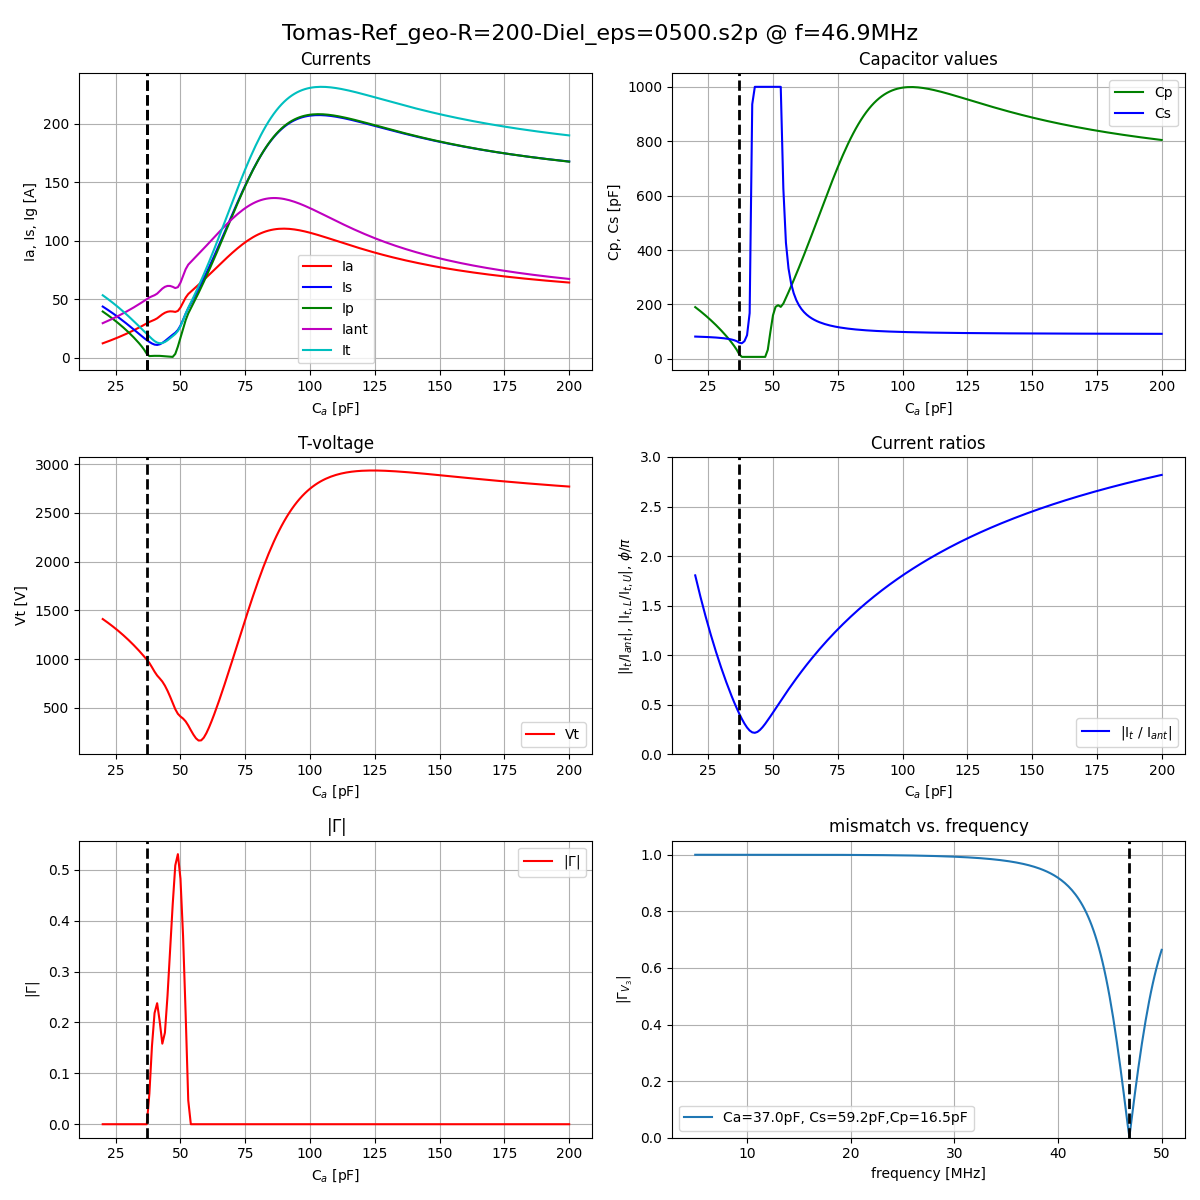 Tomas-Ref_geo-R=200-Diel_eps=0500.s2p @ f=46.9MHz
Currents
Ia, Is, Ig [A]
200
150
100
50
0
Ia
Is
Ip
Iant
It
25 50 75 100 125 150 175 200
Cₐ [pF]
Capacitor values
Cp, Cs [pF]
1000
800
600
400
200
0
Cp
Cs
25 50 75 100 125 150 175 200
Cₐ [pF]
T-voltage
Vt [V]
3000
2500
2000
1500
1000
500
Vt
25 50 75 100 125 150 175 200
Cₐ [pF]
Current ratios
|I_t/I_ant|, |I_t,L/I_t,U|, ϕ/π
3.0
2.5
2.0
1.5
1.0
0.5
0.0
|I_t / I_ant|
25 50 75 100 125 150 175 200
Cₐ [pF]
|Γ|
|Γ|
0.5
0.4
0.3
0.2
0.1
0.0
|Γ|
25 50 75 100 125 150 175 200
Cₐ [pF]
mismatch vs. frequency
|Γ_V₃|
1.0
0.8
0.6
0.4
0.2
0.0
Ca=37.0pF, Cs=59.2pF,Cp=16.5pF
10 20 30 40 50
frequency [MHz]